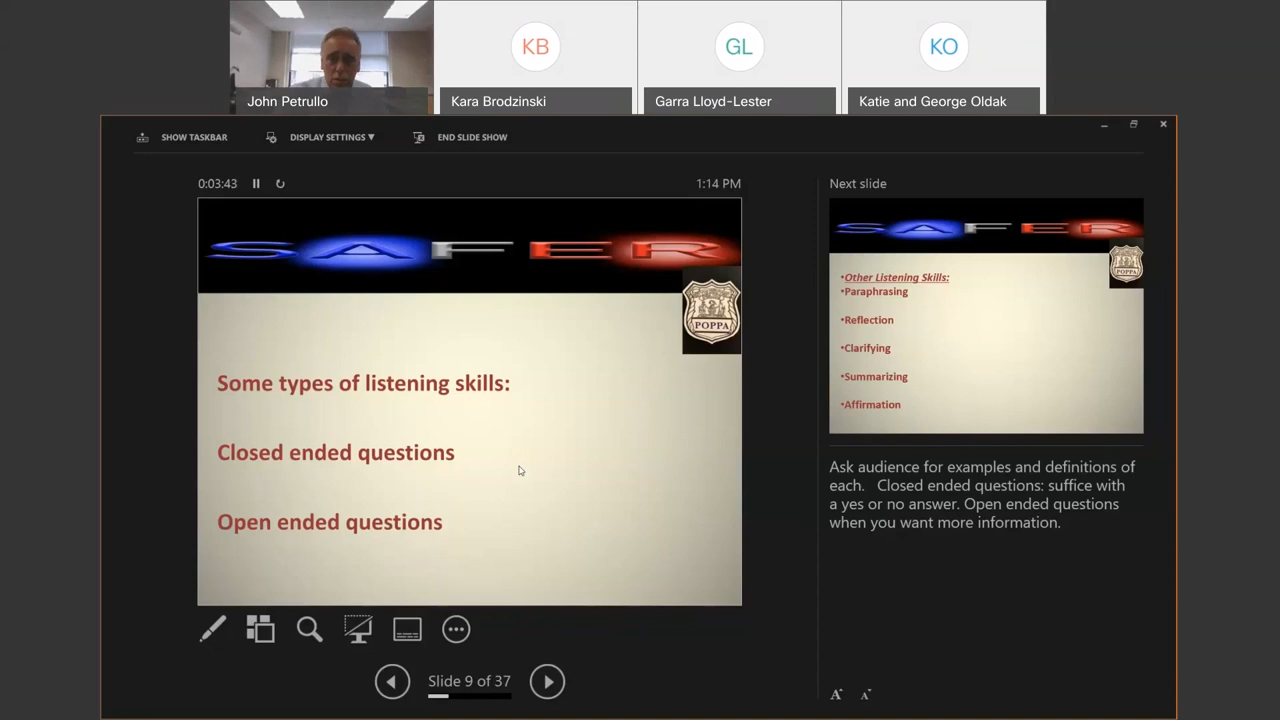 KB
GL
KO
John Petrullo
Kara Brodzinski
Garra Lloyd-Lester
Katie and George Oldak
SHOW TASKBAR
DISPLAY SETTINGS ▼
END SLIDE SHOW
0:03:43
1:14 PM
SAFER
POPPA
Some types of listening skills:
Closed ended questions
Open ended questions
Slide 9 of 37
Next slide
SAFER
POPPA
•Other Listening Skills:
•Paraphrasing
•Reflection
•Clarifying
•Summarizing
•Affirmation
Ask audience for examples and definitions of
each.   Closed ended questions: suffice with
a yes or no answer. Open ended questions
when you want more information.
A A